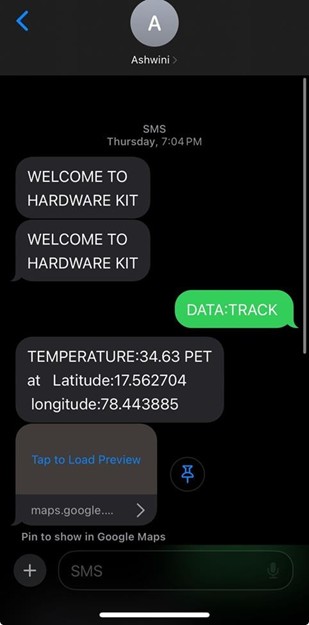 A
Ashwini
SMS
Thursday, 7:04 PM
WELCOME TO
HARDWARE KIT
WELCOME TO
HARDWARE KIT
DATA:TRACK
TEMPERATURE:34.63 PET
at Latitude:17.562704
longitude:78.443885
Tap to Load Preview
maps.google....
Pin to show in Google Maps
SMS